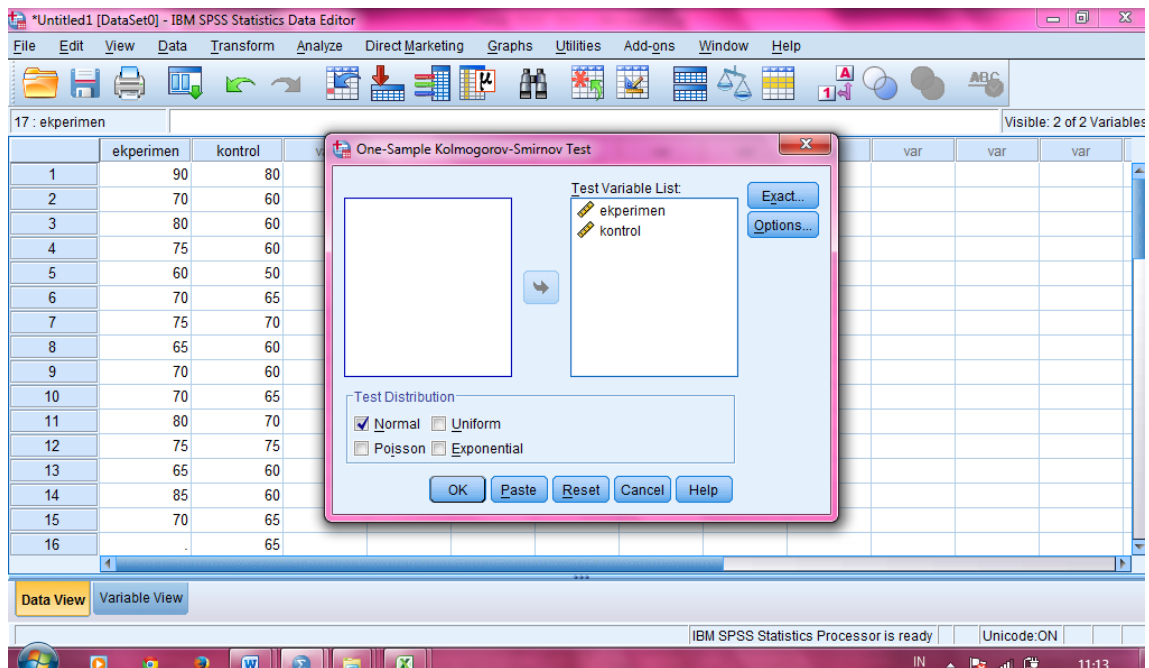 *Untitled1 [DataSet0] - IBM SPSS Statistics Data Editor
File Edit View Data Transform Analyze Direct Marketing Graphs Utilities Add-ons Window Help
17 : ekperimen
Visible: 2 of 2 Variables
ekperimen kontrol var var var
1 90 80
2 70 60
3 80 60
4 75 60
5 60 50
6 70 65
7 75 70
8 65 60
9 70 60
10 70 65
11 80 70
12 75 75
13 65 60
14 85 60
15 70 65
16 . 65
One-Sample Kolmogorov-Smirnov Test
Test Variable List:
ekperimen
kontrol
Exact...
Options...
Test Distribution
Normal Uniform
Poisson Exponential
OK Paste Reset Cancel Help
Data View Variable View
IBM SPSS Statistics Processor is ready Unicode:ON
IN 11:13